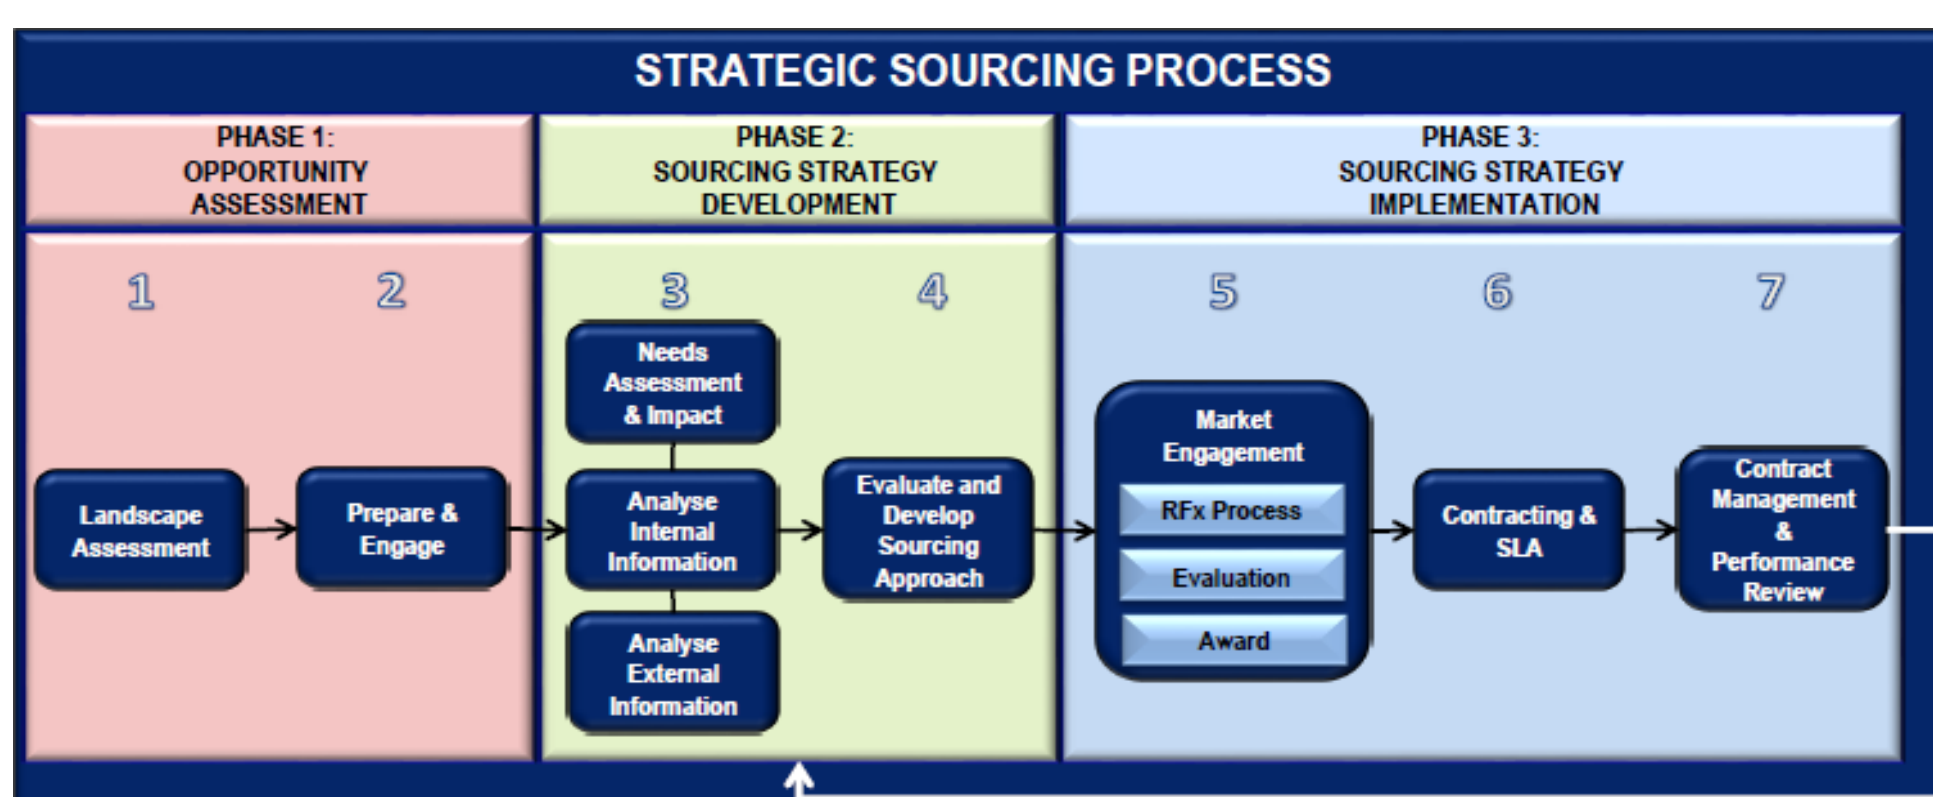 STRATEGIC SOURCING PROCESS
PHASE 1:
OPPORTUNITY
ASSESSMENT
PHASE 2:
SOURCING STRATEGY
DEVELOPMENT
PHASE 3:
SOURCING STRATEGY
IMPLEMENTATION
1
2
3
4
5
6
7
Landscape
Assessment
Prepare &
Engage
Needs
Assessment
& Impact
Analyse
Internal
Information
Analyse
External
Information
Evaluate and
Develop
Sourcing
Approach
Market
Engagement
RFx Process
Evaluation
Award
Contracting &
SLA
Contract
Management
&
Performance
Review